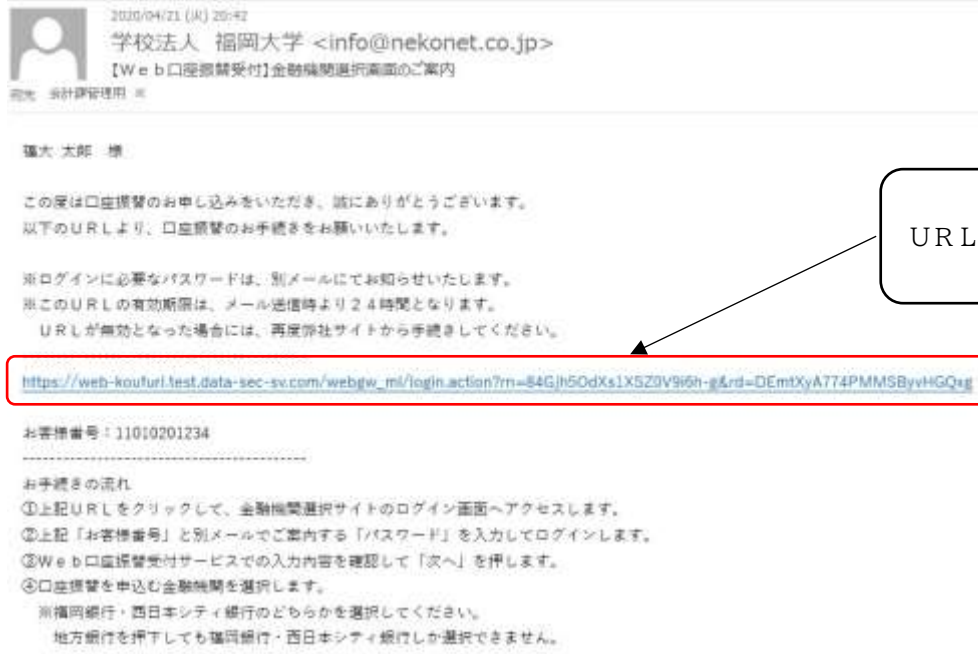 2020/04/21 (火) 20:42
学校法人 福岡大学 <info@nekonet.co.jp>
【Web口座振替受付】金融機関選択画面のご案内
宛先 会計課管理用
福大 太郎 様
この度は口座振替のお申し込みをいただき、誠にありがとうございます。
以下のURLより、口座振替のお手続きをお願いいたします。
URL
※ログインに必要なパスワードは、別メールにてお知らせいたします。
※このURLの有効期限は、メール送信時より24時間となります。
URLが無効となった場合には、再度弊社サイトから手続きしてください。
https://web-koufuri.test.data-sec-sv.com/webgw_ml/login.action?rn=84Gjh5OdXs1XSZ0V9i6h-g&rd=DEmtXyA774PMMSByvHGQxg
お客様番号：11010201234
----------------------------------------
お手続きの流れ
①上記URLをクリックして、金融機関選択サイトのログイン画面へアクセスします。
②上記「お客様番号」と別メールでご案内する「パスワード」を入力してログインします。
③Web口座振替受付サービスでの入力内容を確認して「次へ」を押します。
④口座振替を申込む金融機関を選択します。
※福岡銀行・西日本シティ銀行のどちらかを選択してください。
地方銀行を押下しても福岡銀行・西日本シティ銀行しか選択できません。